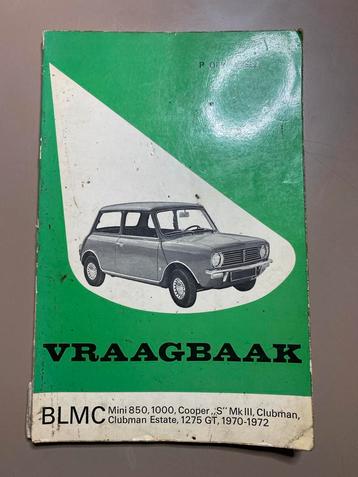 VRAAGBAAK
BLMC Mini 850, 1000, Cooper „S" Mk III, Clubman,
Clubman Estate, 1275 GT, 1970-1972